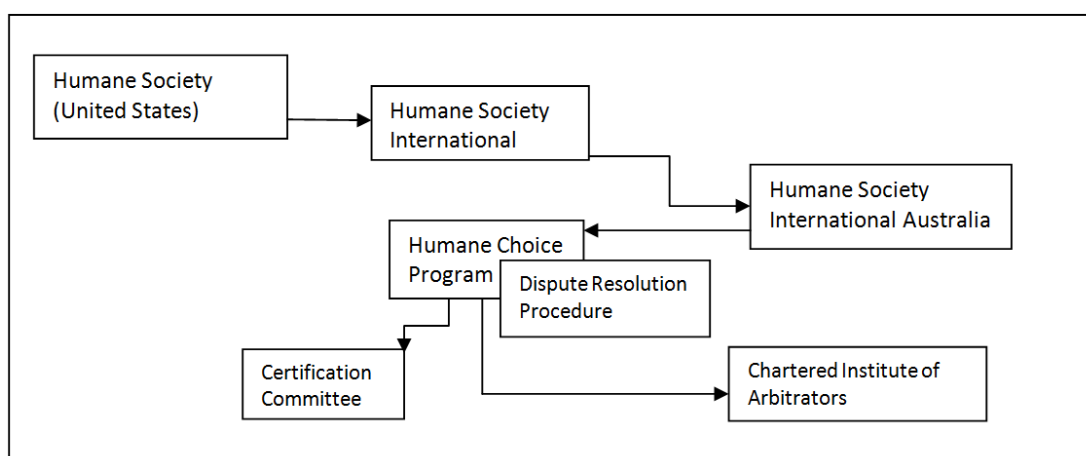 Humane Society
(United States)
Humane Society
International
Humane Society
International Australia
Humane Choice
Program
Dispute Resolution
Procedure
Certification
Committee
Chartered Institute of
Arbitrators